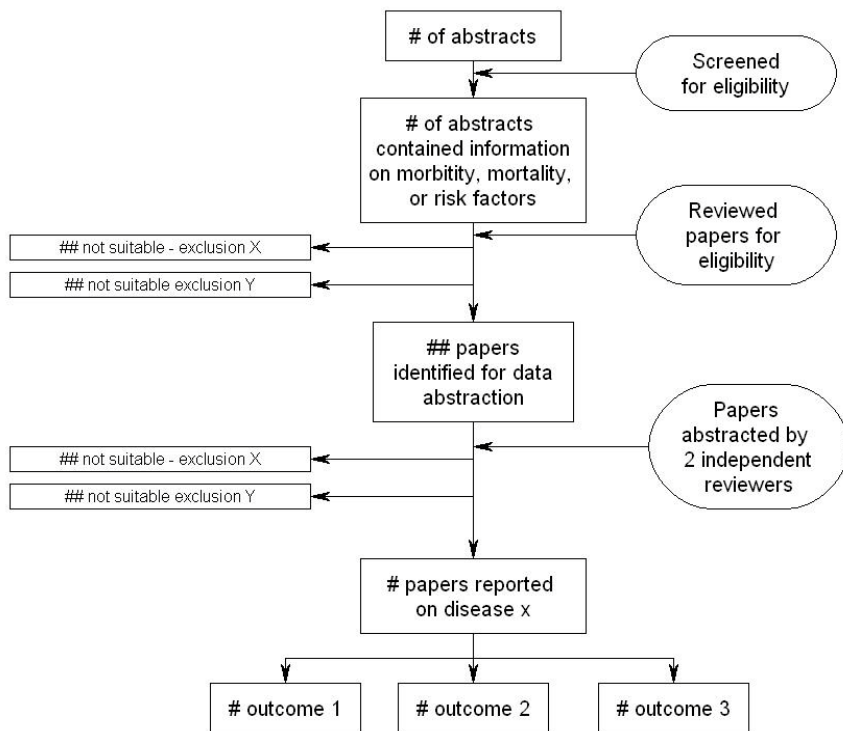 # of abstracts
Screened
for eligibility
# of abstracts
contained information
on morbitity, mortality,
or risk factors
Reviewed
papers for
eligibility
## not suitable - exclusion X
## not suitable exclusion Y
## papers
identified for data
abstraction
Papers
abstracted by
2 independent
reviewers
## not suitable - exclusion X
## not suitable exclusion Y
# papers reported
on disease x
# outcome 1
# outcome 2
# outcome 3